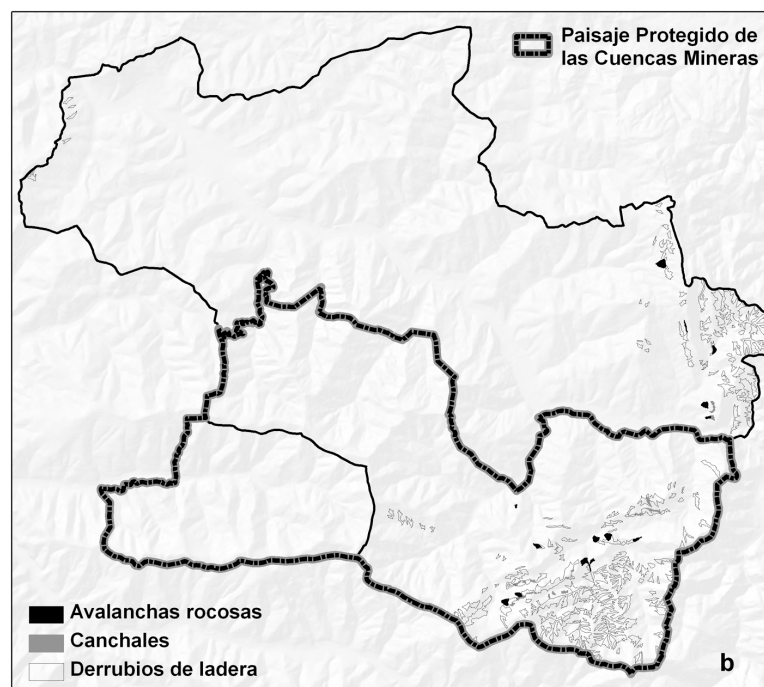 Paisaje Protegido de
las Cuencas Mineras
Avalanchas rocosas
Canchales
Derrubios de ladera
b